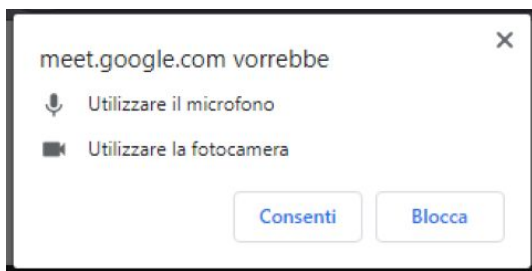 meet.google.com vorrebbe
Utilizzare il microfono
Utilizzare la fotocamera
Consenti
Blocca